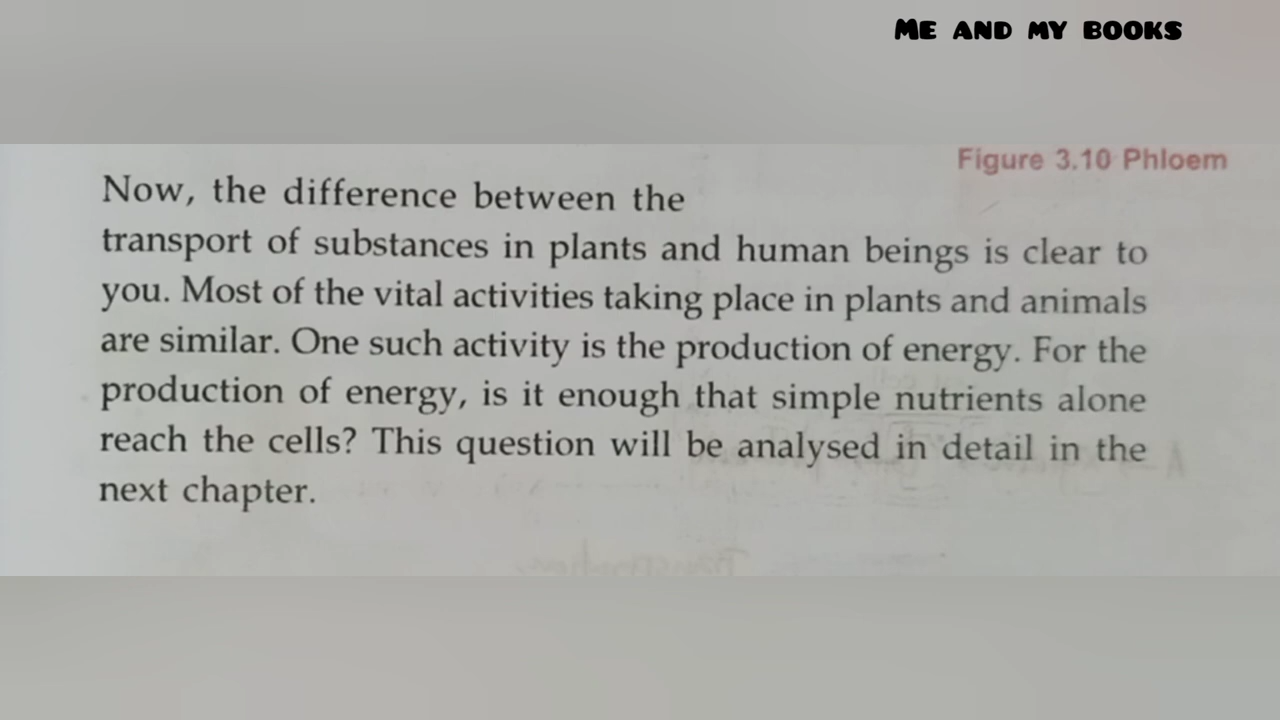 ME AND MY BOOKS
Figure 3.10 Phloem
Now, the difference between the
transport of substances in plants and human beings is clear to
you. Most of the vital activities taking place in plants and animals
are similar. One such activity is the production of energy. For the
production of energy, is it enough that simple nutrients alone
reach the cells? This question will be analysed in detail in the
next chapter.